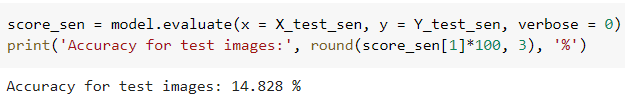 score_sen = model.evaluate(x = X_test_sen, y = Y_test_sen, verbose = 0)
print('Accuracy for test images:', round(score_sen[1]*100, 3), '%')
Accuracy for test images: 14.828 %